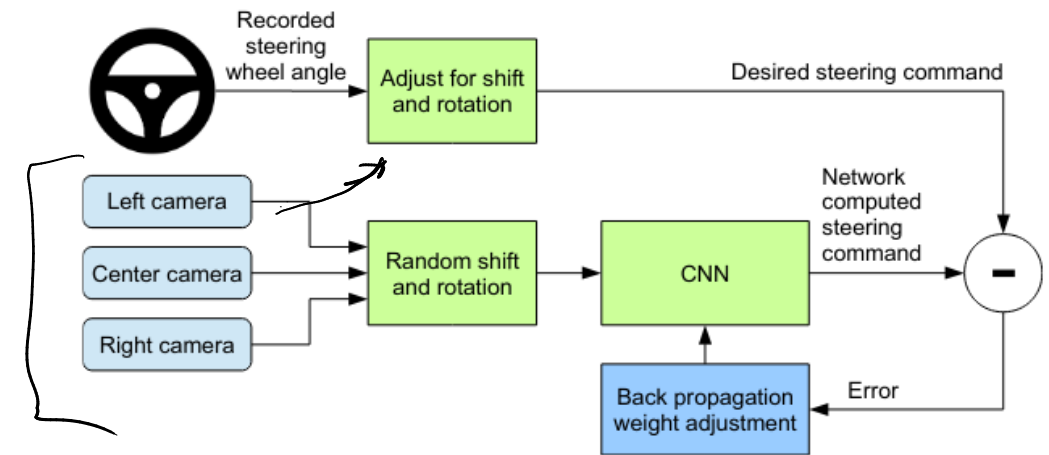 Recorded
steering
wheel angle
Adjust for shift
and rotation
Desired steering command
Left camera
Center camera
Right camera
Random shift
and rotation
CNN
Network
computed
steering
command
-
Back propagation
weight adjustment
Error